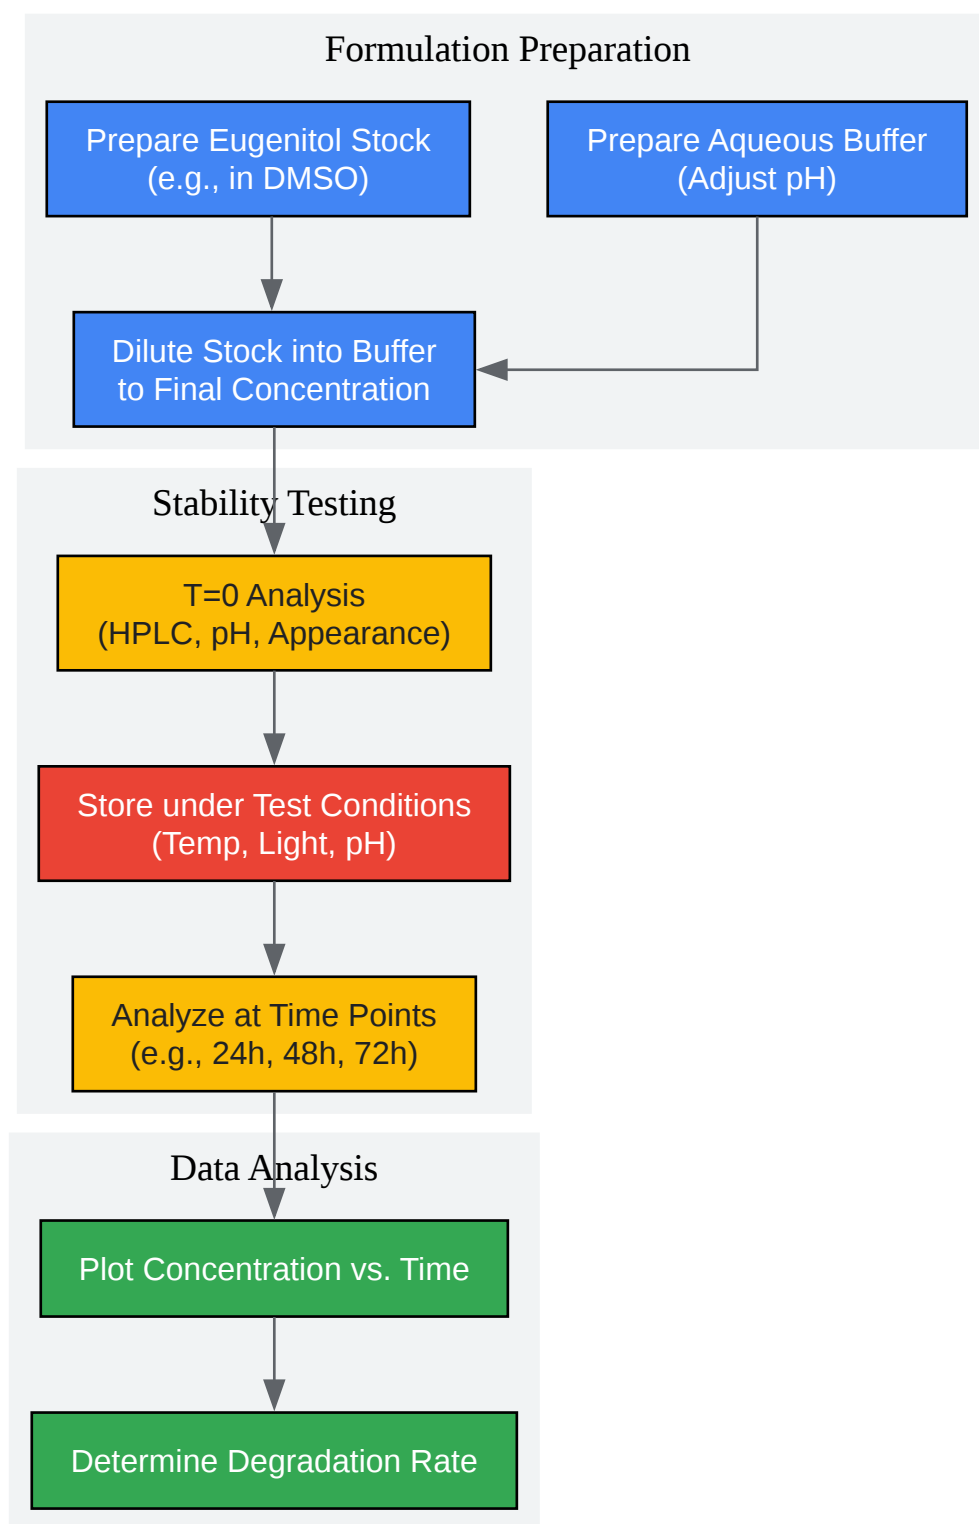 Formulation Preparation
Prepare Eugenitol Stock
(e.g., in DMSO)
Prepare Aqueous Buffer
(Adjust pH)
Dilute Stock into Buffer
to Final Concentration
Stability Testing
T=0 Analysis
(HPLC, pH, Appearance)
Store under Test Conditions
(Temp, Light, pH)
Analyze at Time Points
(e.g., 24h, 48h, 72h)
Data Analysis
Plot Concentration vs. Time
Determine Degradation Rate